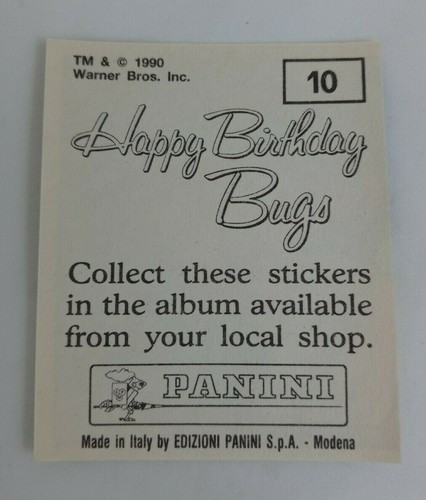 TM & © 1990
Warner Bros. Inc.
10
Happy Birthday
Bugs
Collect these stickers
in the album available
from your local shop.
PANINI
Made in Italy by EDIZIONI PANINI S.p.A. - Modena